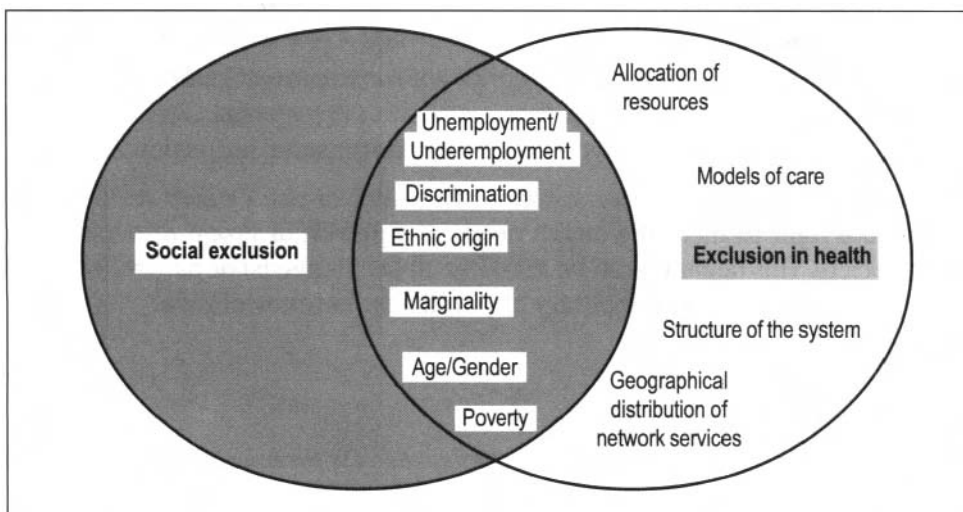 Allocation of
resources
Unemployment/
Underemployment
Models of care
Discrimination
Ethnic origin
Social exclusion
Exclusion in health
Marginality
Structure of the system
Age/Gender
Geographical
distribution of
network services
Poverty